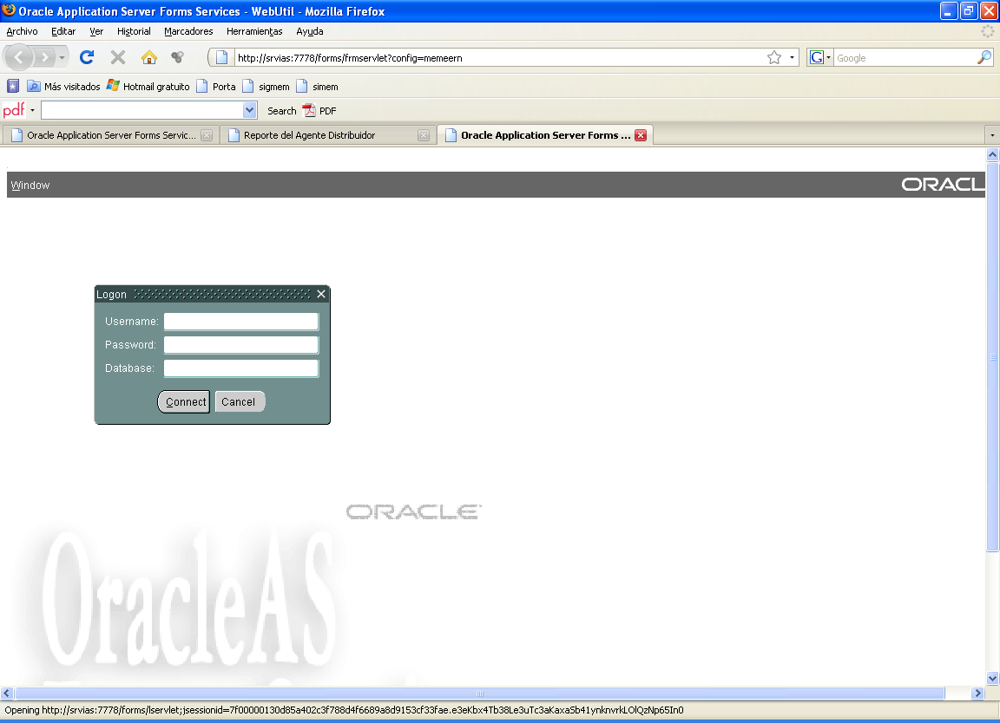 Oracle Application Server Forms Services - WebUtil - Mozilla Firefox
Archivo Editar Ver Historial Marcadores Herramientas Ayuda
http://srvias:7778/forms/frmservlet?config=memeern
G Google
Más visitados Hotmail gratuito Porta sigmem simem
pdf Search PDF
Oracle Application Server Forms Servic... Reporte del Agente Distribuidor Oracle Application Server Forms ...
Window ORACL
Logon
Username:
Password:
Database:
Connect Cancel
ORACLE
OracleAS
Opening http://srvias:7778/forms/lservlet;jsessionid=7f00000130d85a402c3f788d4f6689a8d9153cf33fae.e3eKbx4Tb38Le3uTc3aKaxaSb41ynknvrkLOlQzNp65In0